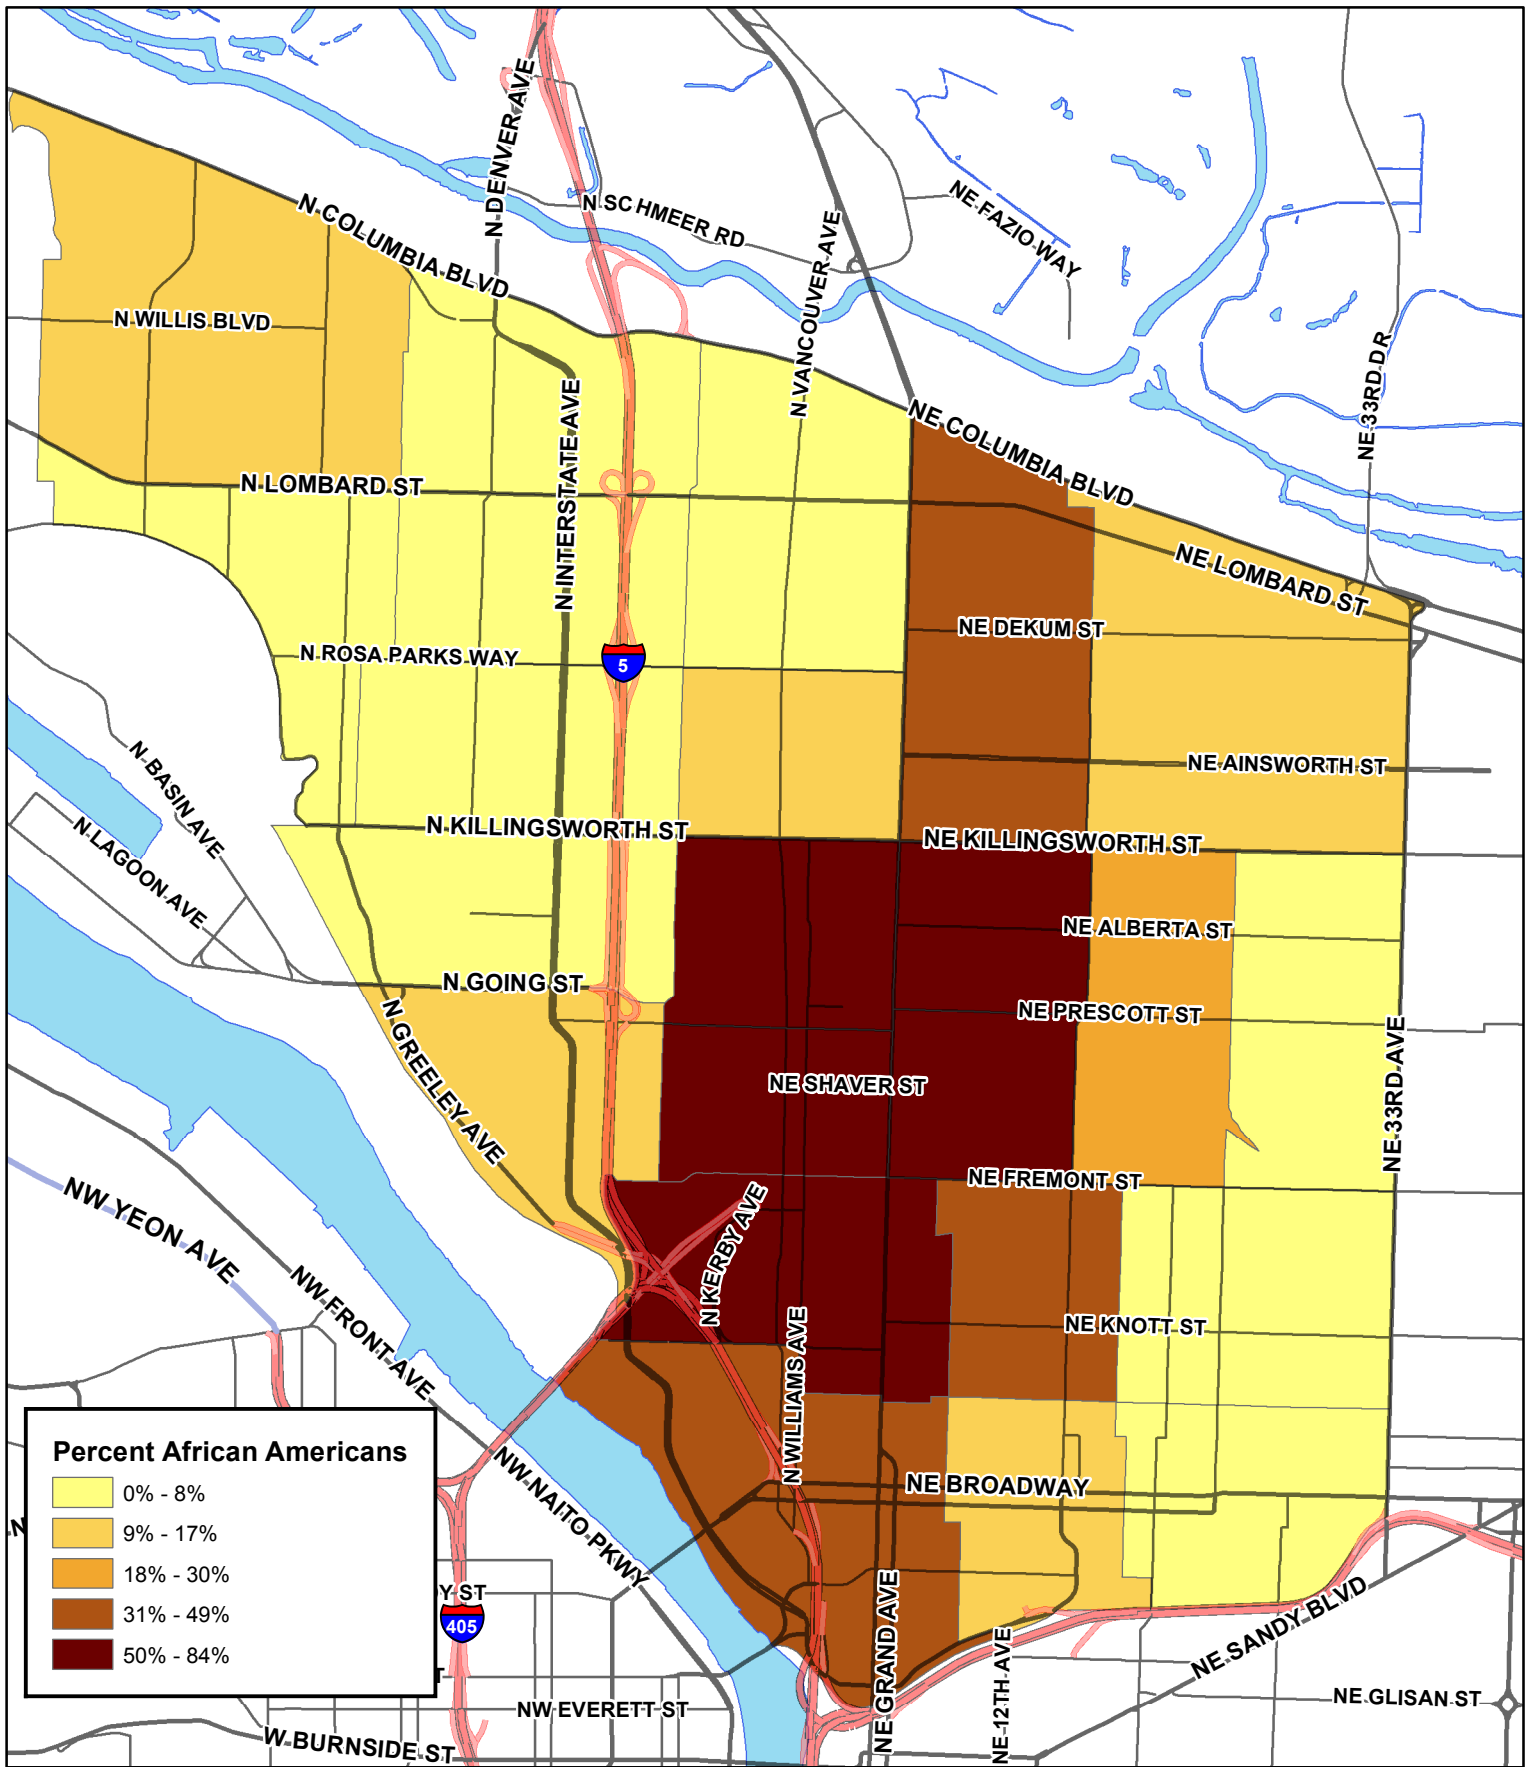 N DENVER AVE
N SCHMEER RD
NE FAZIO WAY
N COLUMBIA BLVD
N VANCOUVER AVE
N WILLIS BLVD
NE 33RD DR
N INTERSTATE AVE
NE COLUMBIA BLVD
N LOMBARD ST
NE LOMBARD ST
NE DEKUM ST
N ROSA PARKS WAY
5
N BASIN AVE
NE AINSWORTH ST
N LAGOON AVE
N KILLINGSWORTH ST
NE KILLINGSWORTH ST
NE ALBERTA ST
N GOING ST
NE PRESCOTT ST
N GREELEY AVE
NE SHAVER ST
NE 33RD AVE
NE FREMONT ST
NW YEON AVE
N KERBY AVE
NW FRONT AVE
NE KNOTT ST
N WILLIAMS AVE
NE BROADWAY
NW NAITO PKWY
Percent African Americans
0% - 8%
9% - 17%
18% - 30%
31% - 49%
50% - 84%
N
Y ST
405
T
NE GRAND AVE
NE 12TH AVE
NE SANDY BLVD
NE GLISAN ST
NW EVERETT ST
W BURNSIDE ST